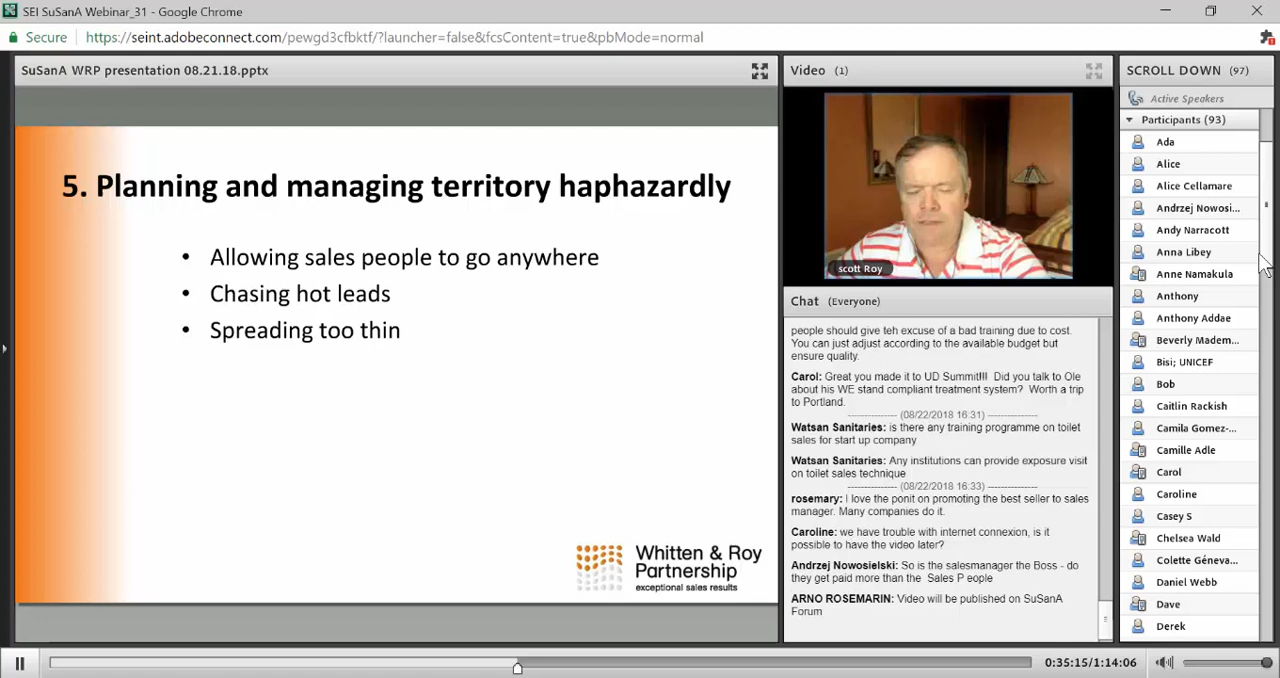 SEI SuSanA Webinar_31 - Google Chrome
Secure
https://seint.adobeconnect.com/pewgd3cfbktf/?launcher=false&fcsContent=true&pbMode=normal
SuSanA WRP presentation 08.21.18.pptx
5. Planning and managing territory haphazardly
• Allowing sales people to go anywhere
• Chasing hot leads
• Spreading too thin
Whitten & Roy
Partnership
exceptional sales results
Video (1)
scott Roy
Chat (Everyone)
people should give teh excuse of a bad training due to cost.
You can just adjust according to the available budget but
ensure quality.
Carol: Great you made it to UD Summit!!! Did you talk to Ole
about his WE stand compliant treatment system? Worth a trip
to Portland.
--------------- (08/22/2018 16:31)---------------
Watsan Sanitaries: is there any training programme on toilet
sales for start up company
Watsan Sanitaries: Any institutions can provide exposure visit
on toilet sales technique
--------------- (08/22/2018 16:33)---------------
rosemary: I love the ponit on promoting the best seller to sales
manager. Many companies do it.
Caroline: we have trouble with internet connexion, is it
possible to have the video later?
Andrzej Nowosielski: So is the salesmanager the Boss - do
they get paid more than the Sales P eople
ARNO ROSEMARIN: Video will be published on SuSanA
Forum
SCROLL DOWN (97)
Active Speakers
Participants (93)
Ada
Alice
Alice Cellamare
Andrzej Nowosi...
Andy Narracott
Anna Libey
Anne Namakula
Anthony
Anthony Addae
Beverly Madem...
Bisi; UNICEF
Bob
Caitlin Rackish
Camila Gomez-...
Camille Adle
Carol
Caroline
Casey S
Chelsea Wald
Colette Géneva...
Daniel Webb
Dave
Derek
0:35:15/1:14:06